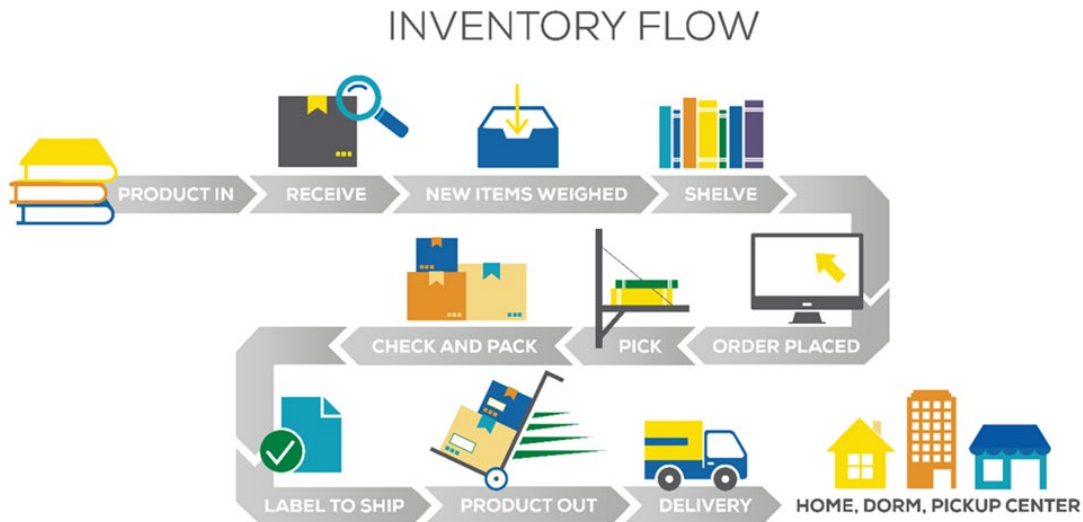 INVENTORY FLOW
PRODUCT IN
RECEIVE
NEW ITEMS WEIGHED
SHELVE
ORDER PLACED
PICK
CHECK AND PACK
LABEL TO SHIP
PRODUCT OUT
DELIVERY
HOME, DORM, PICKUP CENTER